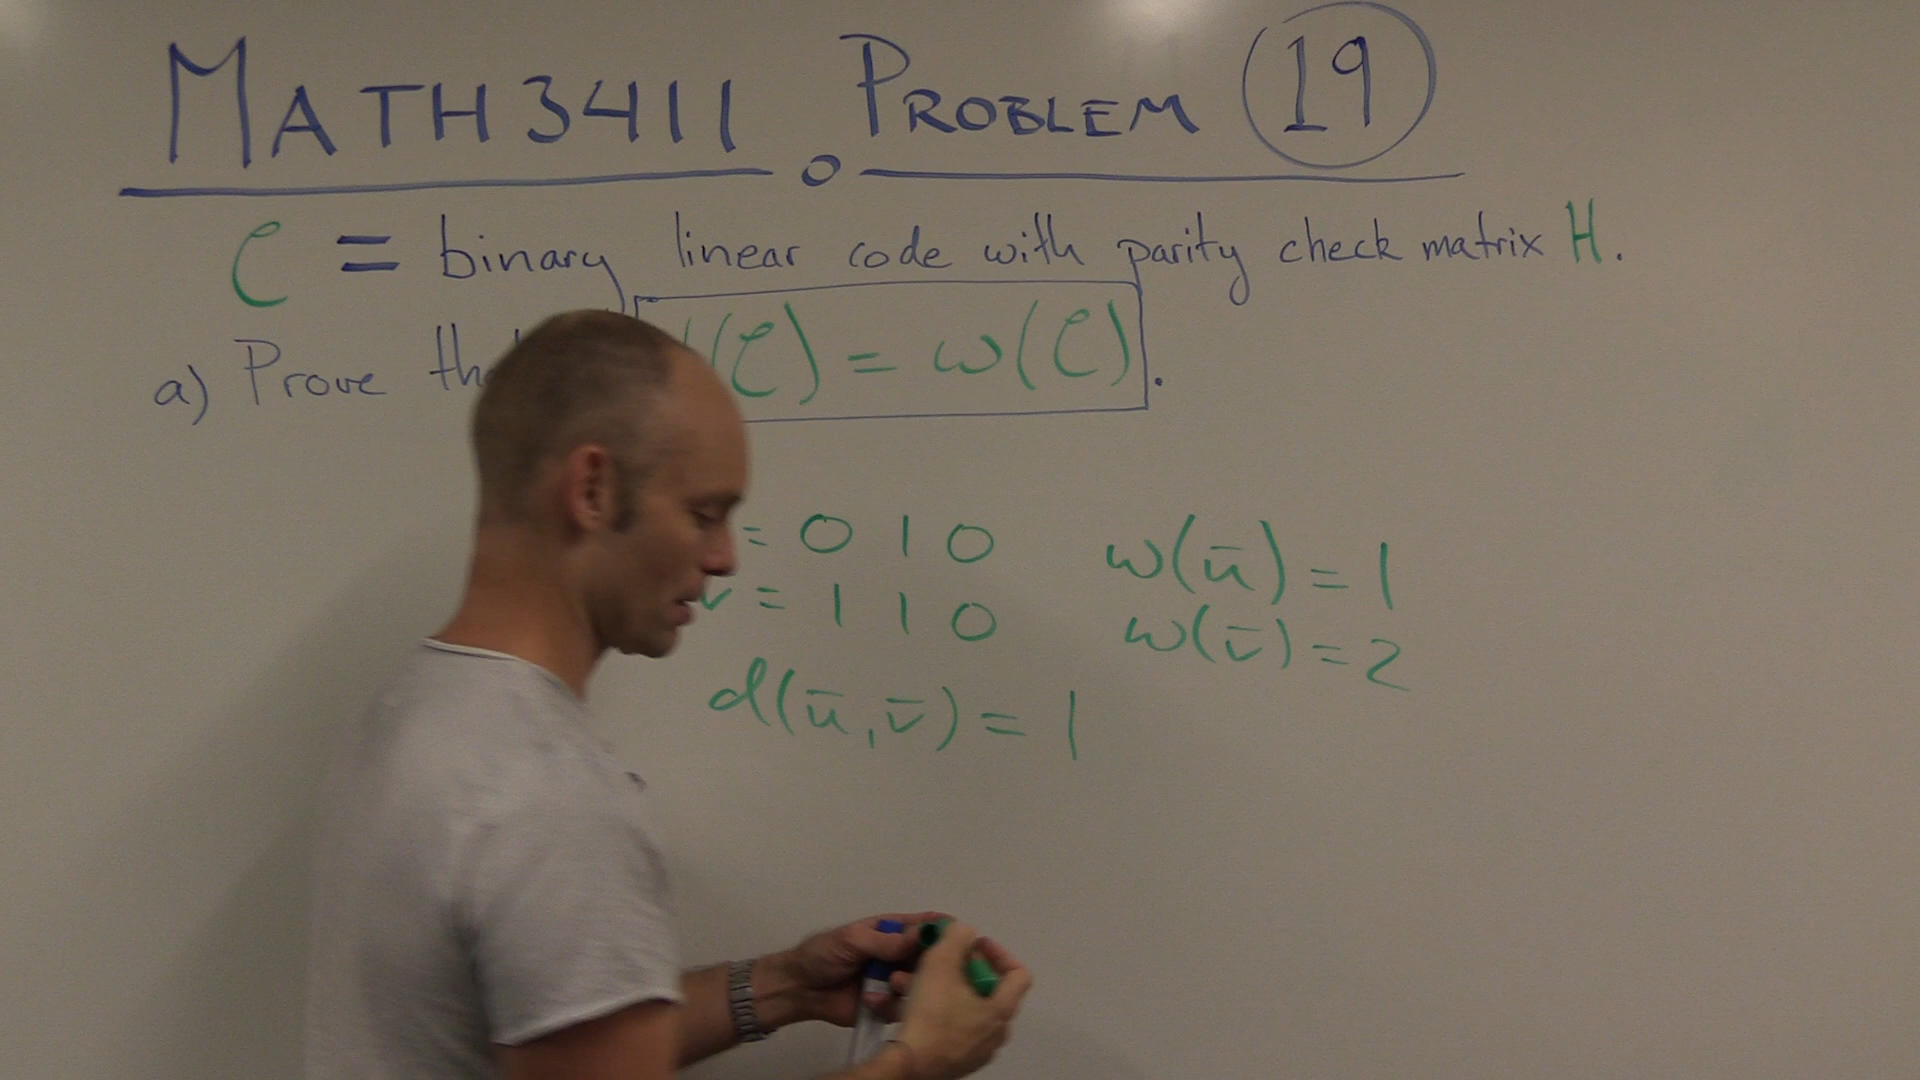 MATH3411 PROBLEM 19
C = binary linear code with parity check matrix H.
a) Prove (C) = w(C).
= 0 1 0 w(ū) = 1
v = 1 1 0 w(v̄) = 2
d(ū, v̄) = 1